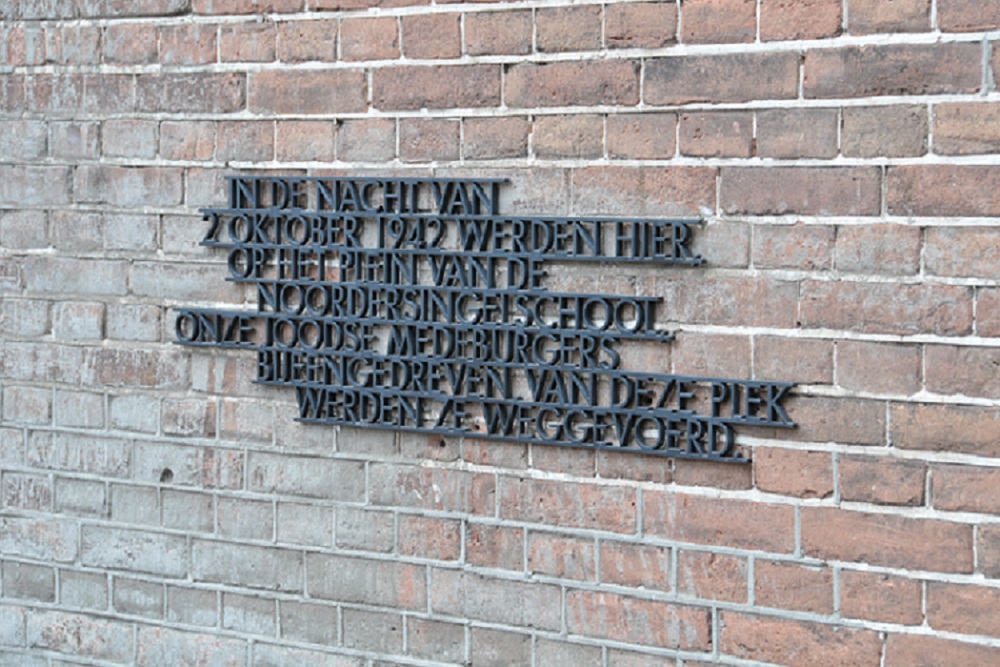 IN DE NACHT VAN
2 OKTOBER 1942 WERDEN HIER,
OP HET PLEIN VAN DE
NOORDERSINGELSCHOOL,
ONZE JOODSE MEDEBURGERS
BIJEENGEDREVEN VAN DEZE PLEK
WERDEN ZE WEGGEVOERD.